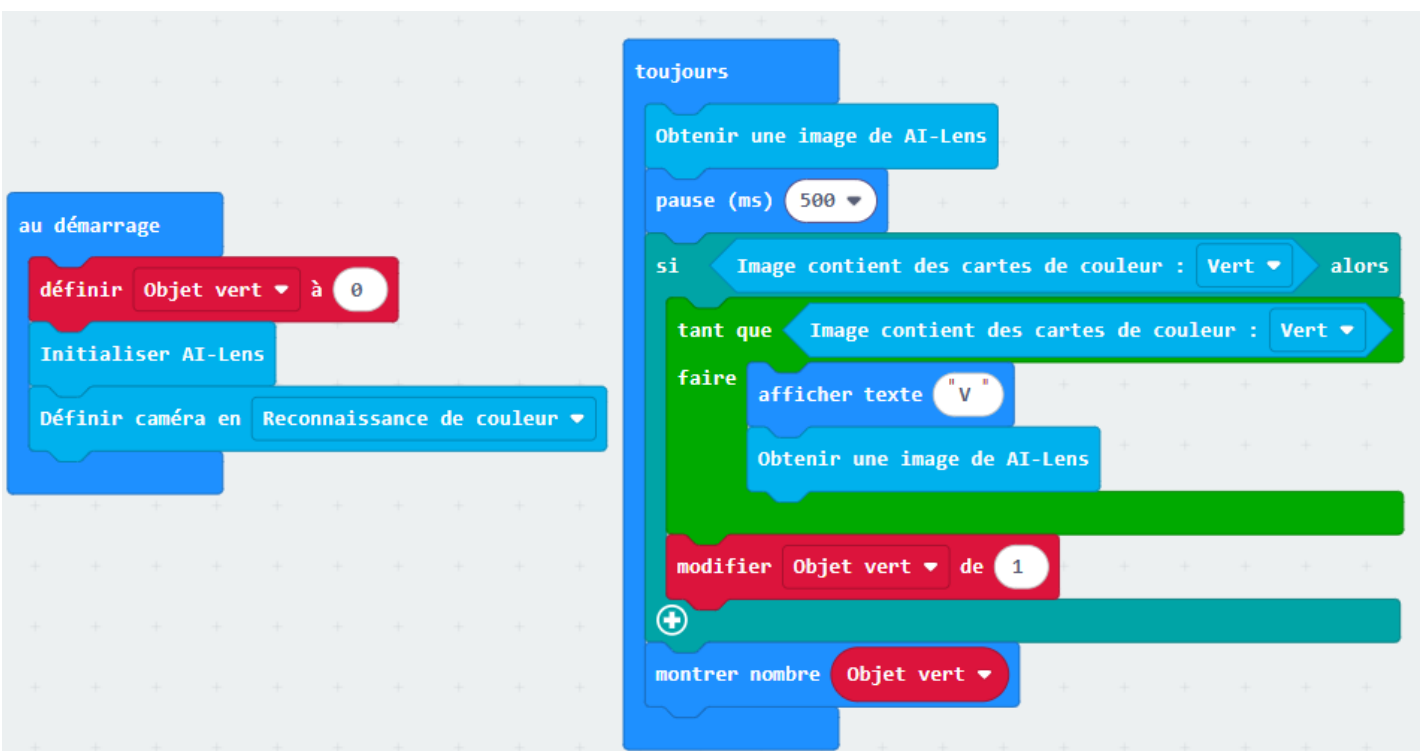 au démarrage
définir Objet vert à 0
Initialiser AI-Lens
Définir caméra en Reconnaissance de couleur
toujours
Obtenir une image de AI-Lens
pause (ms) 500
si Image contient des cartes de couleur : Vert alors
tant que Image contient des cartes de couleur : Vert
faire
afficher texte "V "
Obtenir une image de AI-Lens
modifier Objet vert de 1
montrer nombre Objet vert